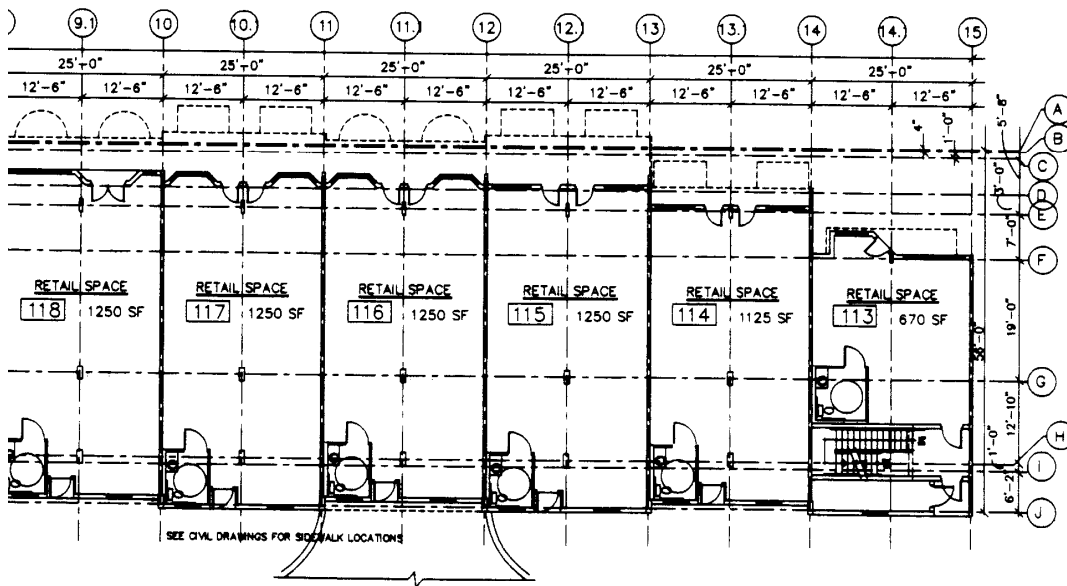 9.1 10 10.1 11 11.1 12 12.1 13 13.1 14 14.1 15
25'-0" 25'-0" 25'-0" 25'-0" 25'-0" 25'-0"
12'-6" 12'-6" 12'-6" 12'-6" 12'-6" 12'-6" 12'-6" 12'-6" 12'-6" 12'-6" 12'-6" 12'-6"
A
B
C
D
E
F
G
H
I
J
4"
1'-0"
5'-8"
3'-0"
7'-0"
19'-0"
12'-10"
1'-0"
6'-2"
RETAIL SPACE
118 1250 SF
RETAIL SPACE
117 1250 SF
RETAIL SPACE
116 1250 SF
RETAIL SPACE
115 1250 SF
RETAIL SPACE
114 1125 SF
RETAIL SPACE
113 670 SF
SEE CIVIL DRAWINGS FOR SIDEWALK LOCATIONS